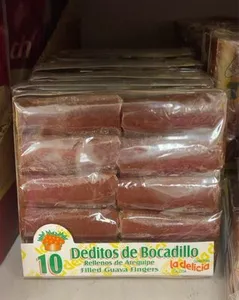 10
Deditos de Bocadillo
Rellenos de Arequipe
Filled Guava Fingers
la delicia